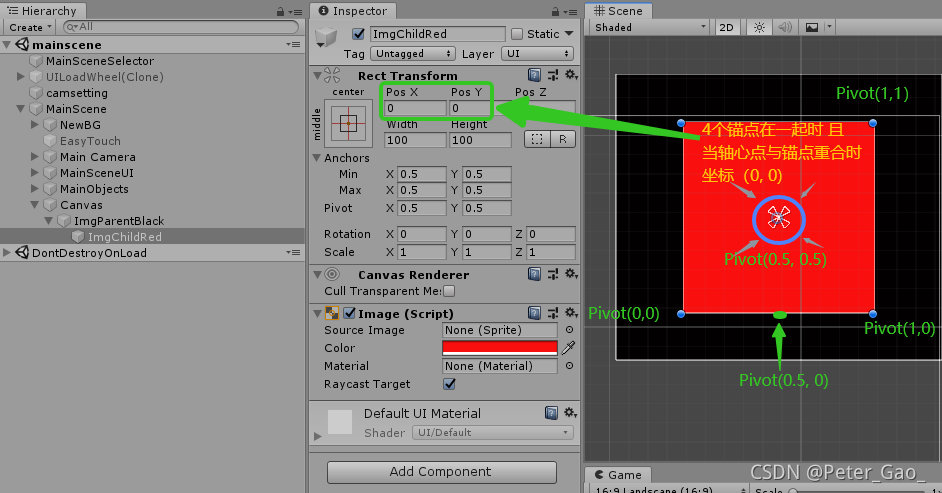 Hierarchy
Create
All
mainscene
MainSceneSelector
UILoadWheel(Clone)
camsetting
MainScene
NewBG
EasyTouch
Main Camera
MainSceneUI
MainObjects
Canvas
ImgParentBlack
ImgChildRed
DontDestroyOnLoad
Inspector
ImgChildRed
Static
Tag Untagged Layer UI
Rect Transform
center
middle
Pos X Pos Y Pos Z
0 0
Width Height
100 100
R
Anchors
Min X 0.5 Y 0.5
Max X 0.5 Y 0.5
Pivot X 0.5 Y 0.5
Rotation X 0 Y 0 Z 0
Scale X 1 Y 1 Z 1
Canvas Renderer
Cull Transparent Me
Image (Script)
Source Image None (Sprite)
Color
Material None (Material)
Raycast Target
Default UI Material
Shader UI/Default
Add Component
Scene
Shaded 2D
Pivot(1,1)
4个锚点在一起时 且
当轴心点与锚点重合时
坐标（0, 0)
Pivot(0.5, 0.5)
Pivot(0,0)
Pivot(1,0)
Pivot(0.5, 0)
Game
16:9 Landscape (16:9) Scale
CSDN @Peter_Gao_